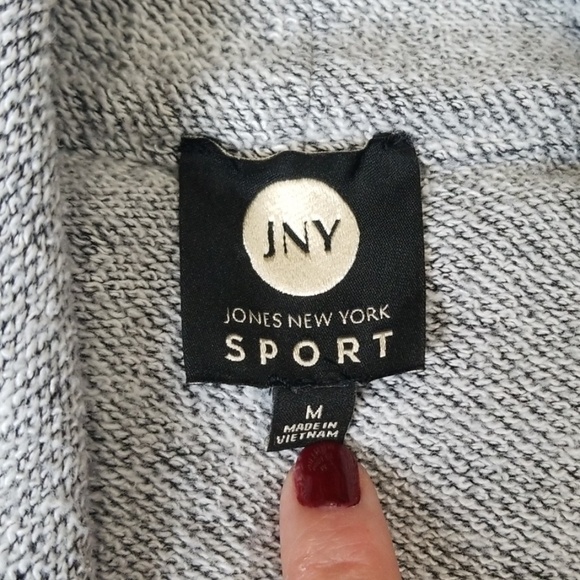 JNY
JONES NEW YORK
SPORT
M
MADE IN
VIETNAM